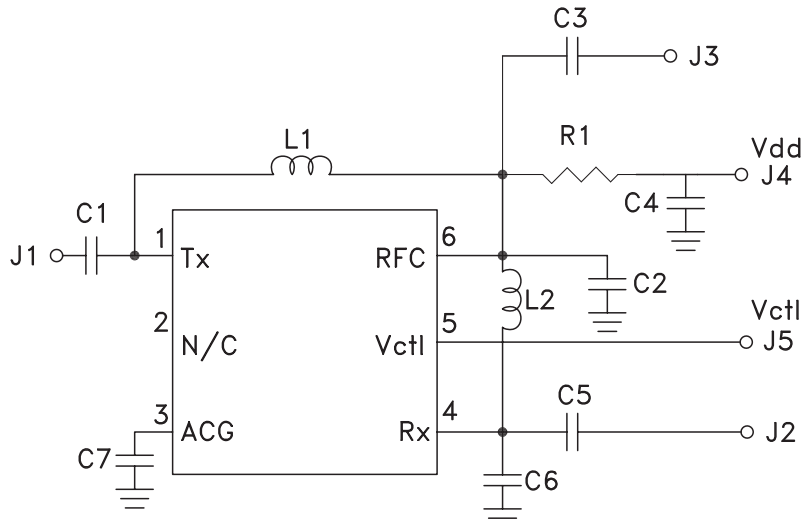 C3
J3
L1
R1
Vdd
J4
C1
C4
J1
1
Tx
RFC
6
C2
L2
2
N/C
Vctl
5
Vctl
J5
3
ACG
Rx
4
C5
J2
C7
C6